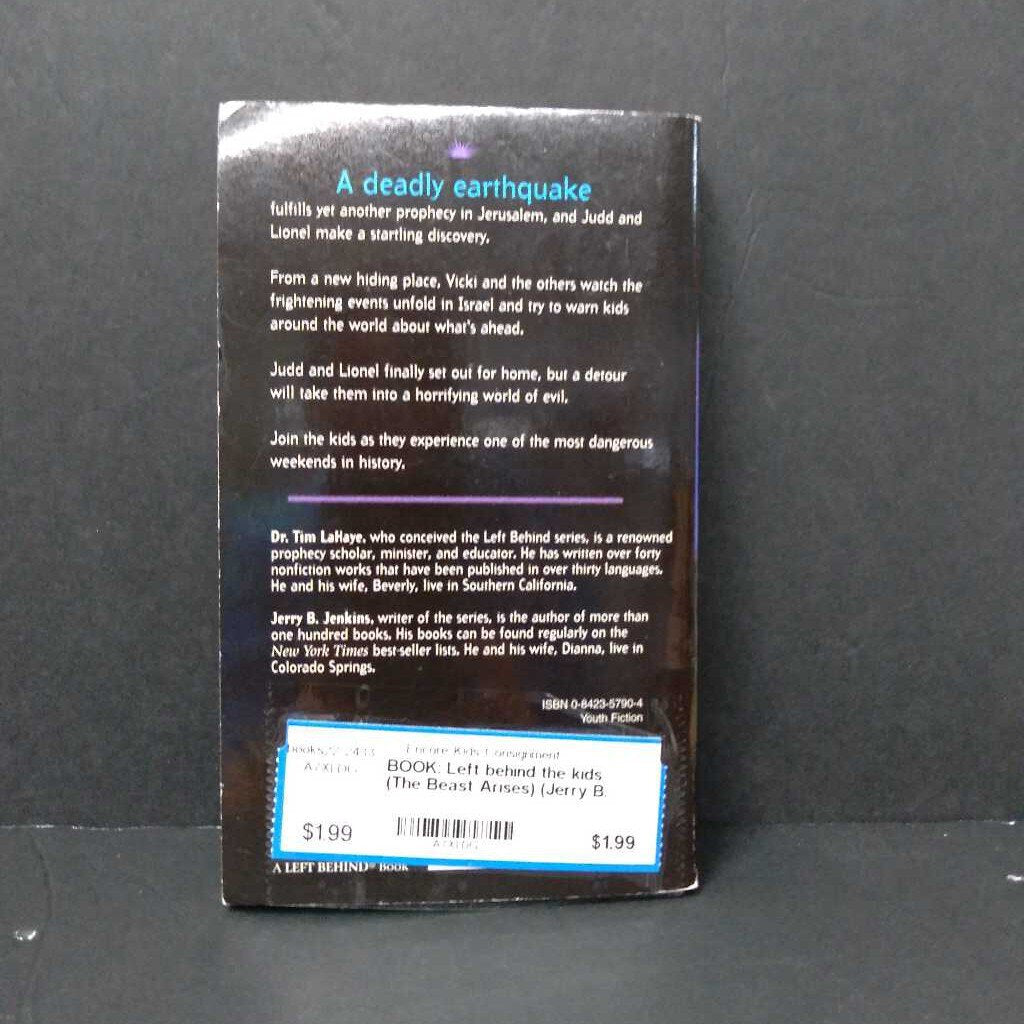 A deadly earthquake
fulfills yet another prophecy in Jerusalem, and Judd and
Lionel make a startling discovery.
From a new hiding place, Vicki and the others watch the
frightening events unfold in Israel and try to warn kids
around the world about what's ahead.
Judd and Lionel finally set out for home, but a detour
will take them into a horrifying world of evil.
Join the kids as they experience one of the most dangerous
weekends in history.
Dr. Tim LaHaye, who conceived the Left Behind series, is a renowned
prophecy scholar, minister, and educator. He has written over forty
nonfiction works that have been published in over thirty languages.
He and his wife, Beverly, live in Southern California.
Jerry B. Jenkins, writer of the series, is the author of more than
one hundred books. His books can be found regularly on the
New York Times best-seller lists. He and his wife, Dianna, live in
Colorado Springs.
ISBN 0-8423-5790-4
Youth Fiction
Encore Kids Consignment
BOOK: Left behind the kids
(The Beast Arises) (Jerry B.
$1.99
$1.99
A LEFT BEHIND® BOOK